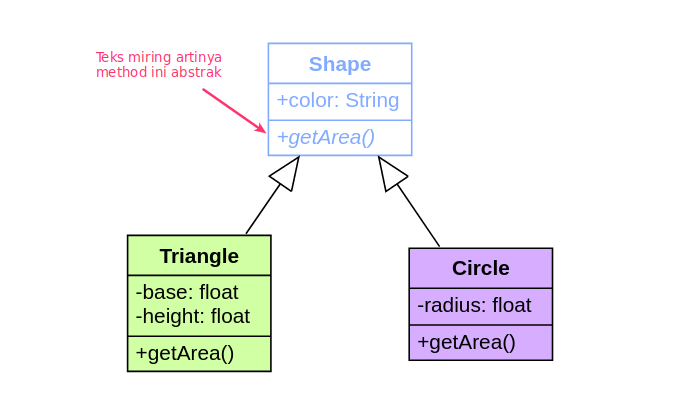 Teks miring artinya
method ini abstrak
Shape
+color: String
+getArea()
Triangle
-base: float
-height: float
+getArea()
Circle
-radius: float
+getArea()